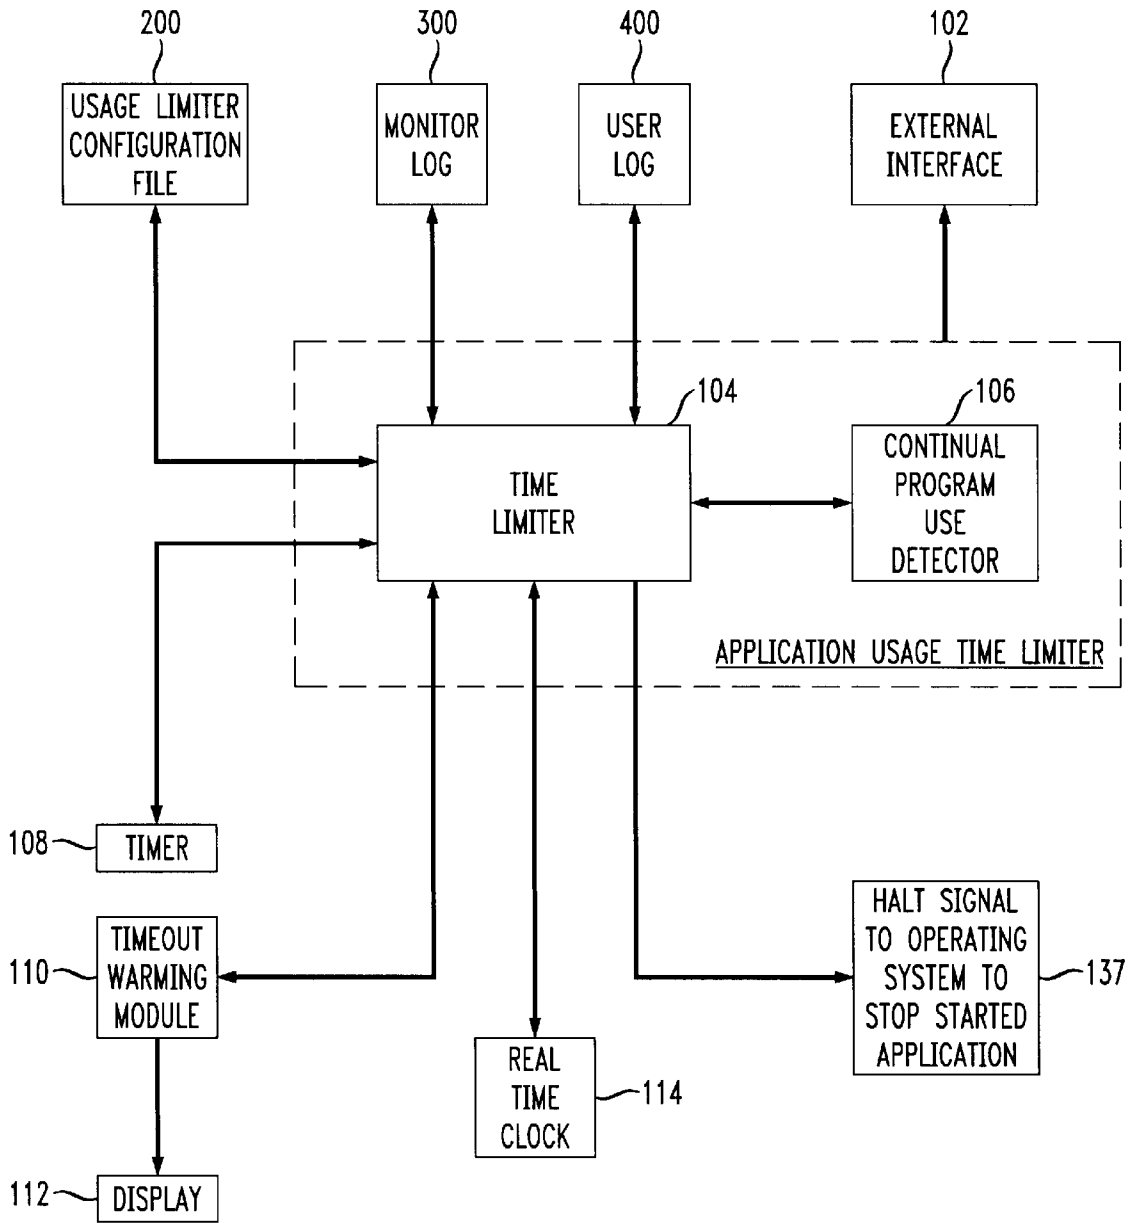 200
300
400
102
USAGE LIMITER
CONFIGURATION
FILE
MONITOR
LOG
USER
LOG
EXTERNAL
INTERFACE
104
106
TIME
LIMITER
CONTINUAL
PROGRAM
USE
DETECTOR
APPLICATION USAGE TIME LIMITER
108
TIMER
110
TIMEOUT
WARMING
MODULE
HALT SIGNAL
TO OPERATING
SYSTEM TO
STOP STARTED
APPLICATION
137
REAL
TIME
CLOCK
114
112
DISPLAY